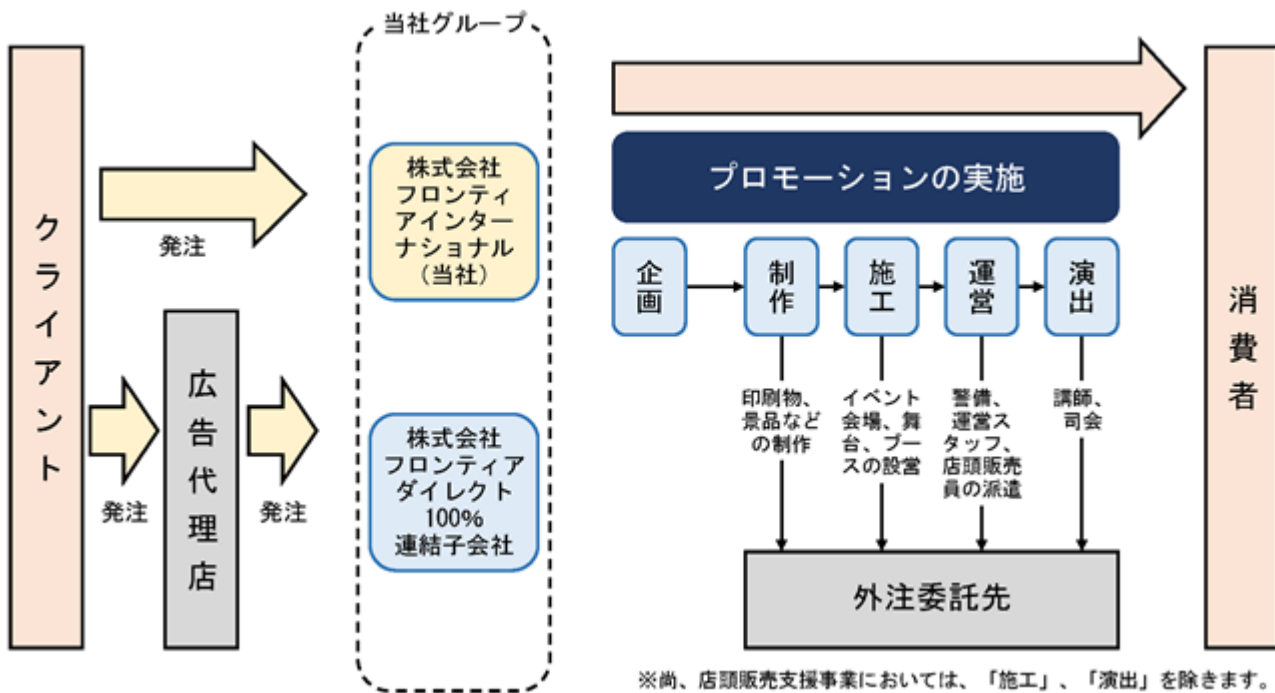 当社グループ
クライアント
発注
広告代理店
発注
発注
株式会社
フロンティ
アインター
ナショナル
(当社)
株式会社
フロンティア
ダイレクト
100%
連結子会社
プロモーションの実施
企画
制作
施工
運営
演出
印刷物、
景品など
の制作
イベント
会場、舞
台、ブー
スの設営
警備、
運営ス
タッフ、
店頭販売
員の派遣
講師、
司会
外注委託先
消費者
※尚、店頭販売支援事業においては、「施工」、「演出」を除きます。